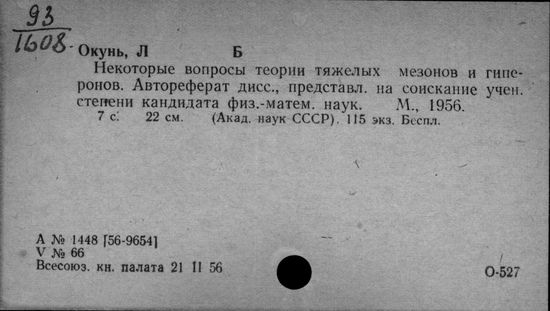 93
1608
Окунь, Л Б
Некоторые вопросы теории тяжелых мезонов и гипе-
ронов. Автореферат дисс., представл. на соискание учен.
степени кандидата физ.-матем. наук. М., 1956.
7 с. 22 см. (Акад. наук СССР). 115 экз. Беспл.
А № 1448 [56-9654]
V № 66
Всесоюз. кн. палата 21 II 56
О-527